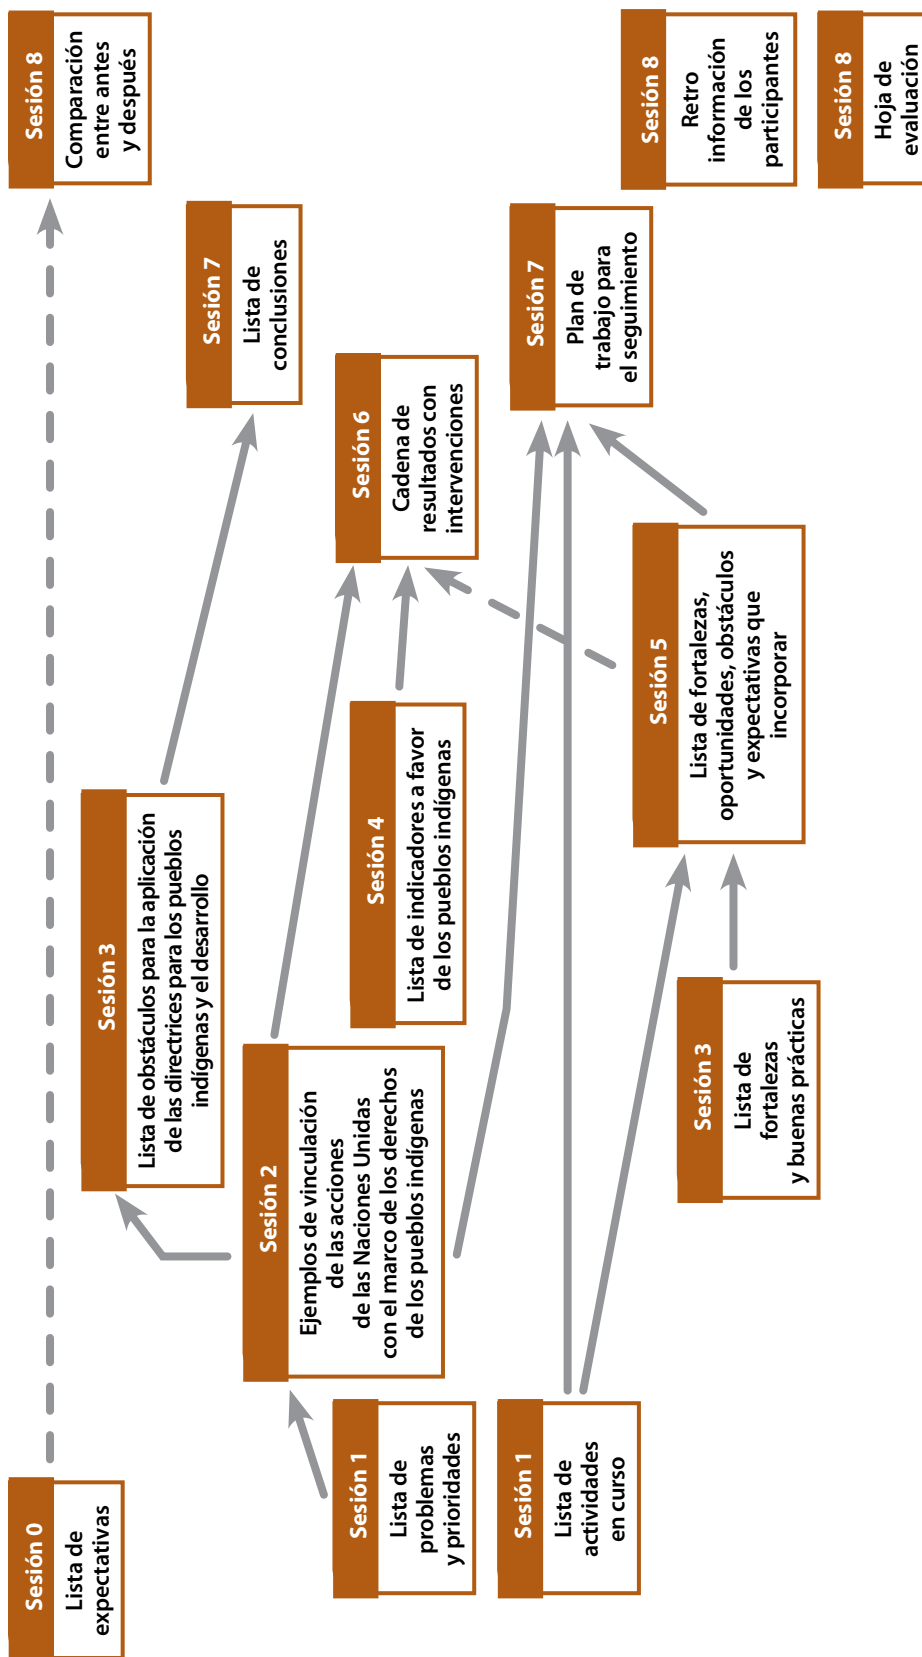 Sesión 0
Lista de
expectativas
Sesión 1
Lista de
problemas
y prioridades
Sesión 1
Lista de
actividades
en curso
Sesión 2
Ejemplos de vinculación
de las acciones
de las Naciones Unidas
con el marco de los derechos
de los pueblos indígenas
Sesión 3
Lista de obstáculos para la aplicación
de las directrices para los pueblos
indígenas y el desarrollo
Sesión 3
Lista de
fortalezas
y buenas prácticas
Sesión 4
Lista de indicadores a favor
de los pueblos indígenas
Sesión 5
Lista de fortalezas,
oportunidades, obstáculos
y expectativas que
incorporar
Sesión 6
Cadena de
resultados con
intervenciones
Sesión 7
Lista de
conclusiones
Sesión 7
Plan de
trabajo para
el seguimiento
Sesión 8
Comparación
entre antes
y después
Sesión 8
Retro
información
de los
participantes
Sesión 8
Hoja de
evaluación